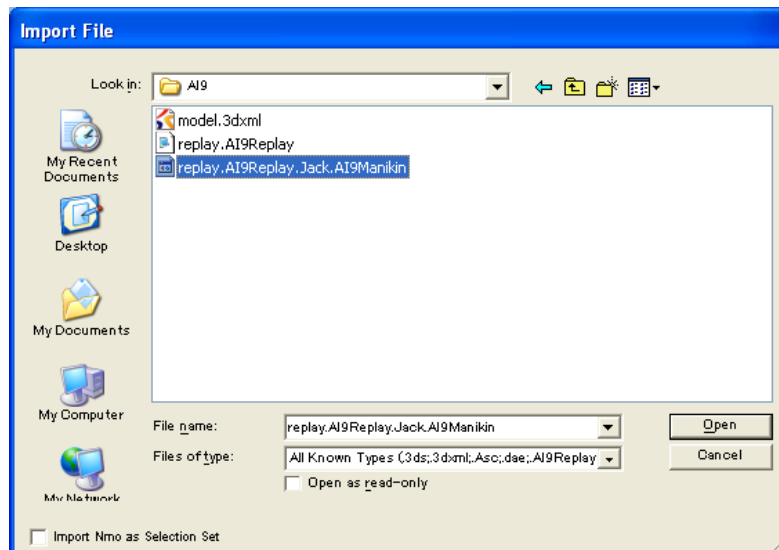 Import File
Look in:
AI9
My Recent
Documents
Desktop
My Documents
My Computer
My Network
model.3dxml
replay.AI9Replay
replay.AI9Replay.Jack.AI9Manikin
File name:
replay.AI9Replay.Jack.AI9Manikin
Open
Files of type:
All Known Types (.3ds;.3dxml;.Asc;.dae;.AI9Replay
Cancel
Open as read-only
Import Nmo as Selection Set